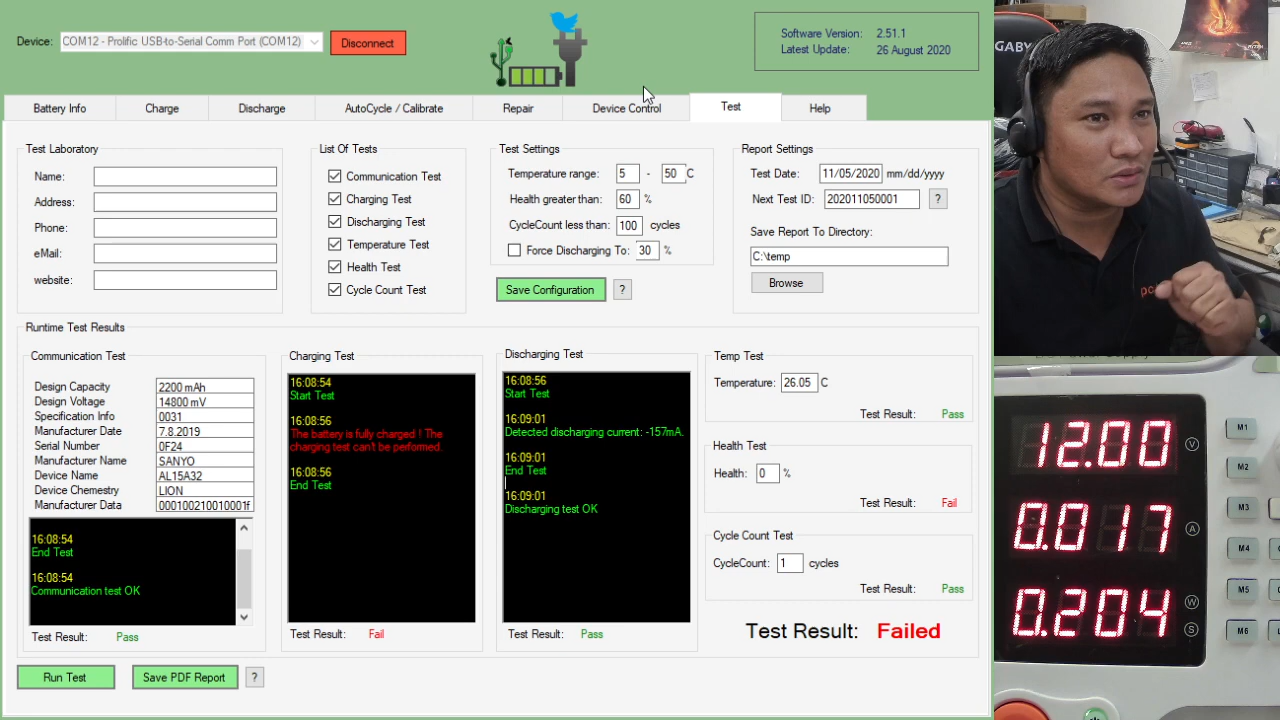 Device: COM12 - Prolific USB-to-Serial Comm Port (COM12) Disconnect
Software Version: 2.51.1
Latest Update: 26 August 2020
Battery Info Charge Discharge AutoCycle / Calibrate Repair Device Control Test Help
Test Laboratory
Name:
Address:
Phone:
eMail:
website:
List Of Tests
Communication Test
Charging Test
Discharging Test
Temperature Test
Health Test
Cycle Count Test
Test Settings
Temperature range: 5 - 50 C
Health greater than: 60 %
CycleCount less than: 100 cycles
Force Discharging To: 30 %
Save Configuration ?
Report Settings
Test Date: 11/05/2020 mm/dd/yyyy
Next Test ID: 202011050001 ?
Save Report To Directory:
C:\temp
Browse
Runtime Test Results
Communication Test
Design Capacity 2200 mAh
Design Voltage 14800 mV
Specification Info 0031
Manufacturer Date 7.8.2019
Serial Number 0F24
Manufacturer Name SANYO
Device Name AL15A32
Device Chemestry LION
Manufacturer Data 000100210010001f
16:08:54
End Test
16:08:54
Communication test OK
Test Result: Pass
Charging Test
16:08:54
Start Test
16:08:56
The battery is fully charged ! The
charging test can't be performed.
16:08:56
End Test
Test Result: Fail
Discharging Test
16:08:56
Start Test
16:09:01
Detected discharging current: -157mA.
16:09:01
End Test
16:09:01
Discharging test OK
Test Result: Pass
Temp Test
Temperature: 26.05 C
Test Result: Pass
Health Test
Health: 0 %
Test Result: Fail
Cycle Count Test
CycleCount: 1 cycles
Test Result: Pass
Test Result: Failed
Run Test Save PDF Report ?
GABY
12.00 V
0.017 A
0.204 W
S
M1
M2
M3
M4
M5
M6